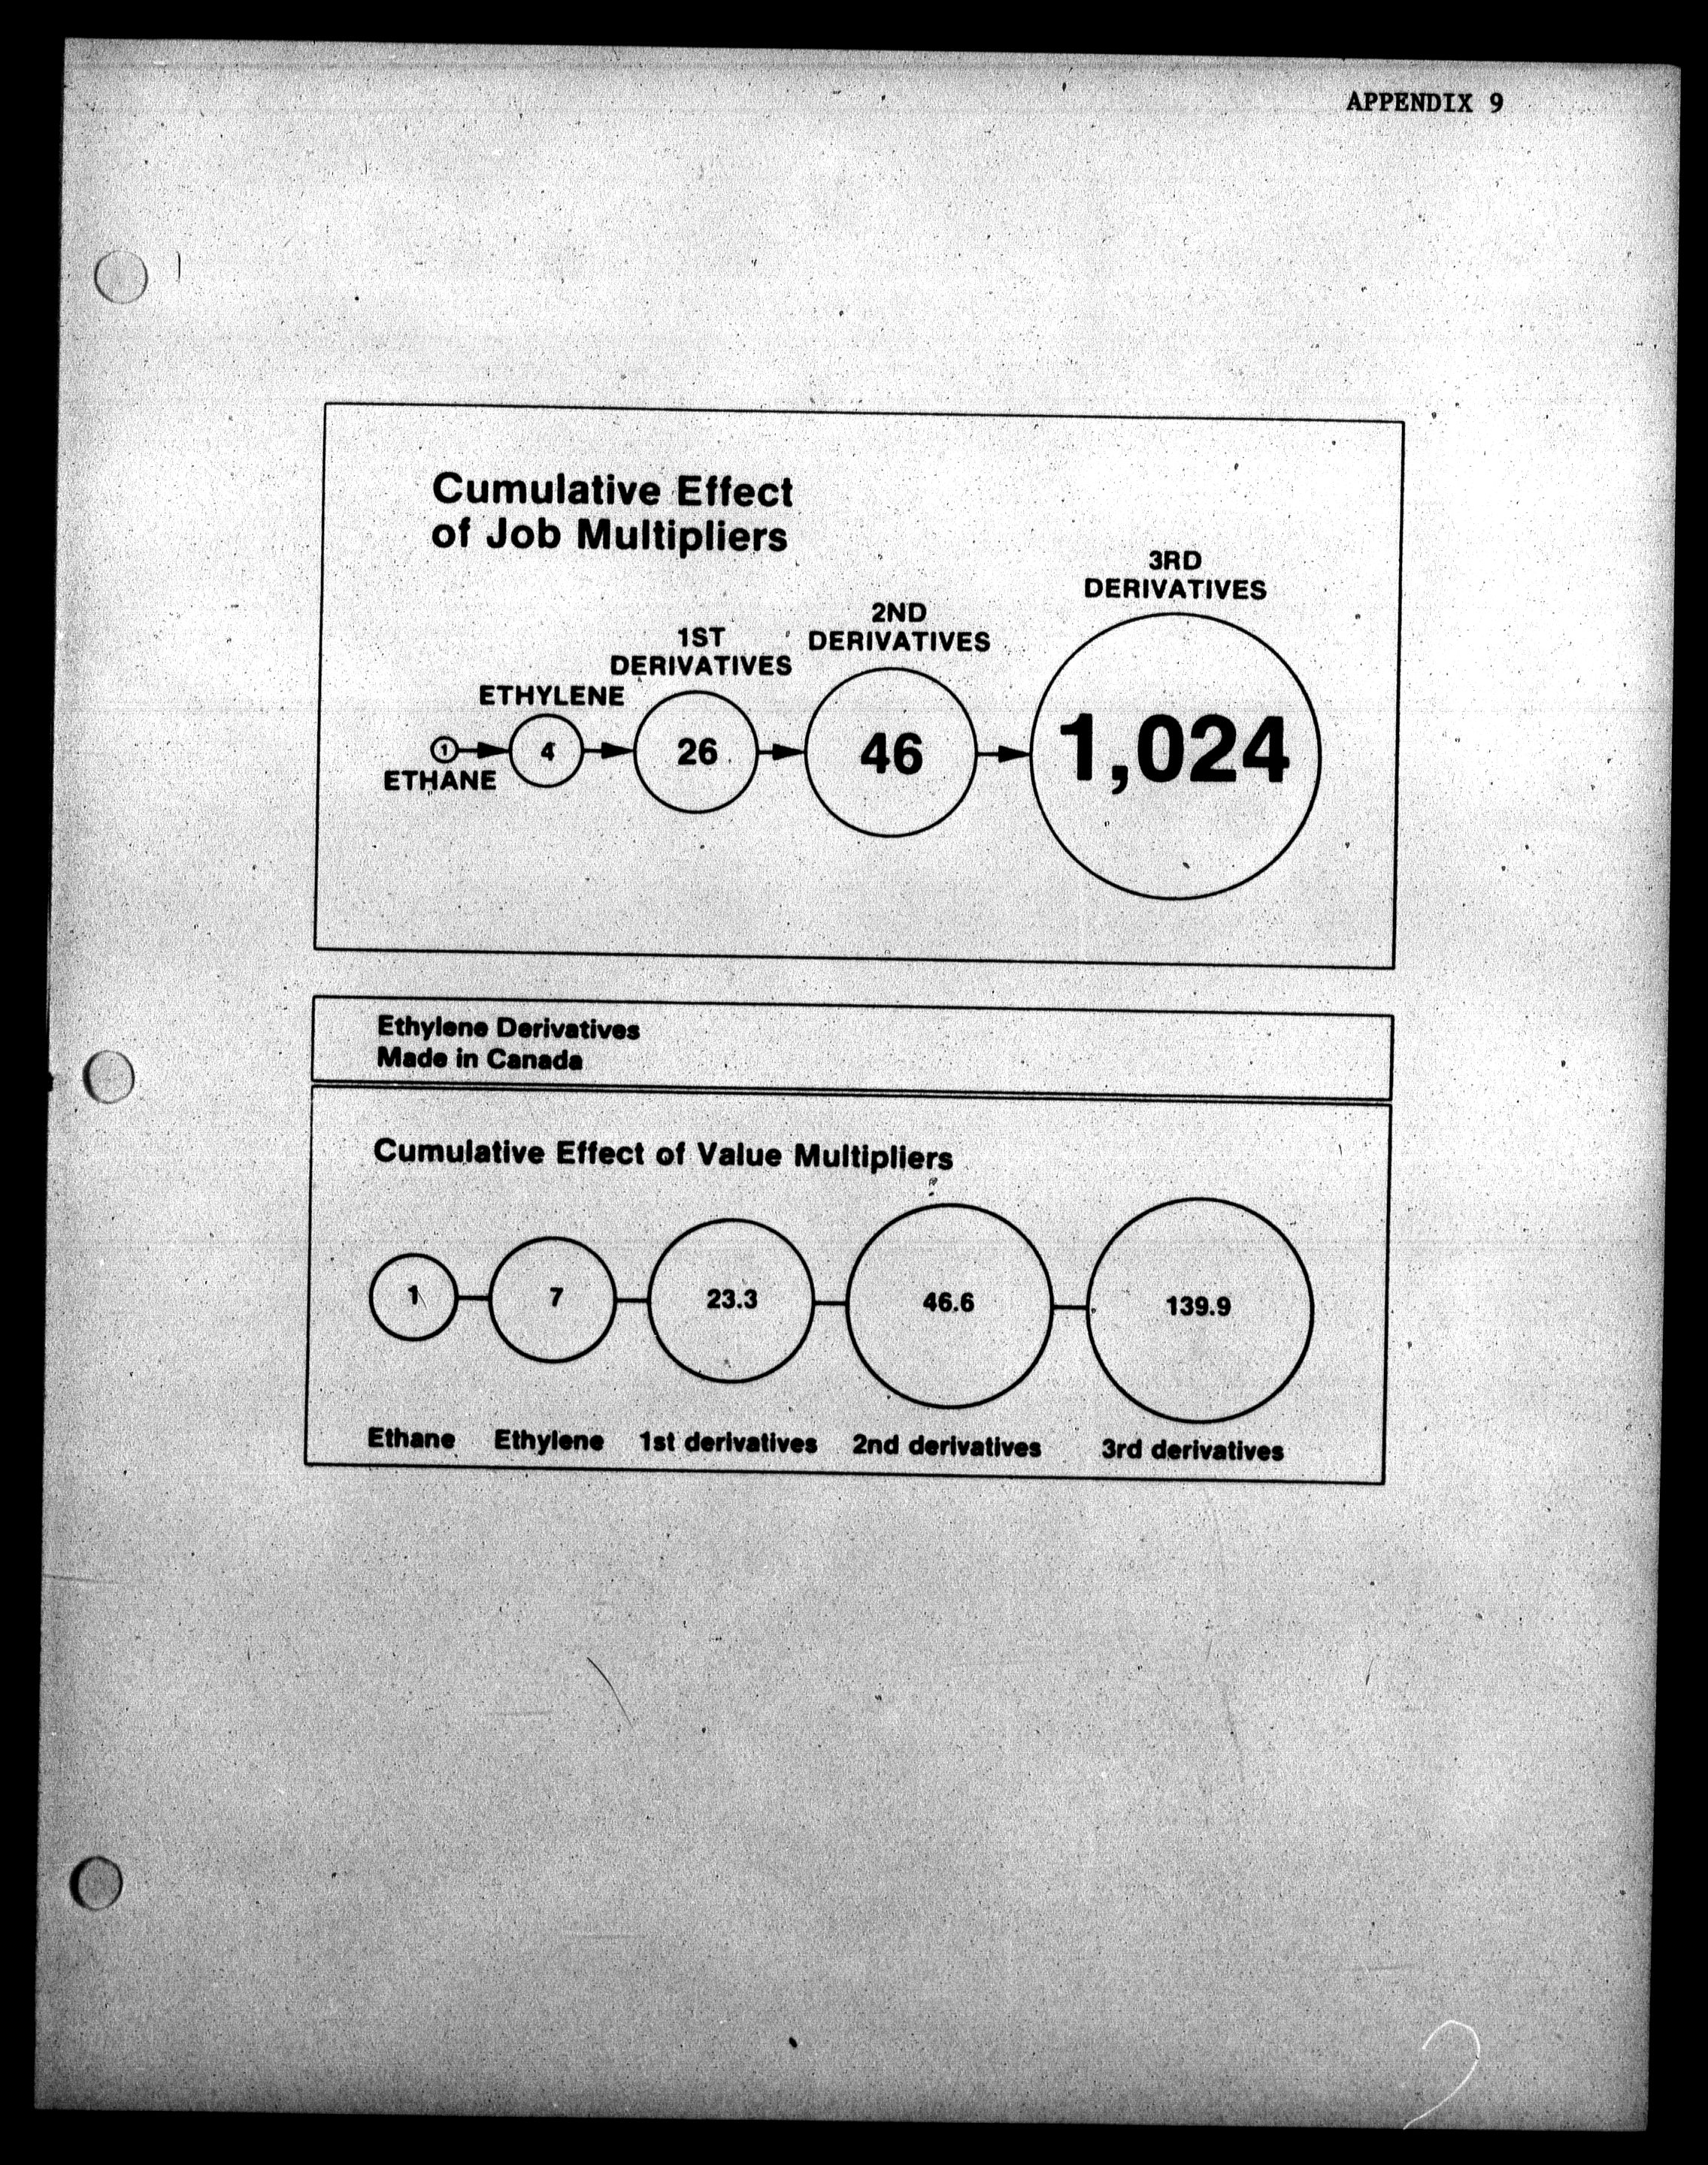 APPENDIX 9
Cumulative Effect
of Job Multipliers
3RD
DERIVATIVES
2ND
DERIVATIVES
1ST
DERIVATIVES
ETHYLENE
1
4
26
46
1,024
ETHANE
Ethylene Derivatives
Made in Canada
Cumulative Effect of Value Multipliers
1
7
23.3
46.6
139.9
Ethane
Ethylene
1st derivatives
2nd derivatives
3rd derivatives